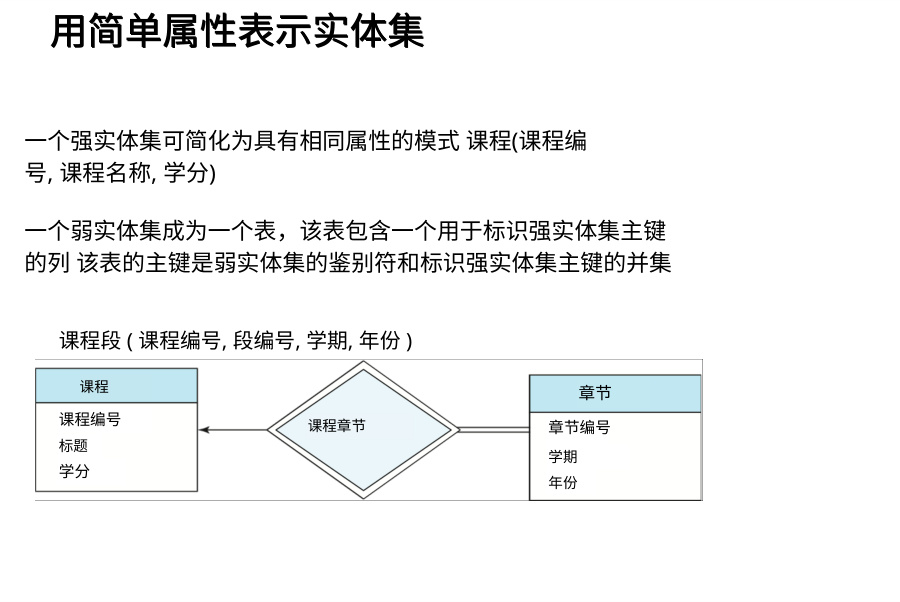 用简单属性表示实体集
一个强实体集可简化为具有相同属性的模式 课程(课程编
号, 课程名称, 学分)
一个弱实体集成为一个表，该表包含一个用于标识强实体集主键
的列 该表的主键是弱实体集的鉴别符和标识强实体集主键的并集
课程段 ( 课程编号, 段编号, 学期, 年份 )
课程
课程编号
标题
学分
课程章节
章节
章节编号
学期
年份